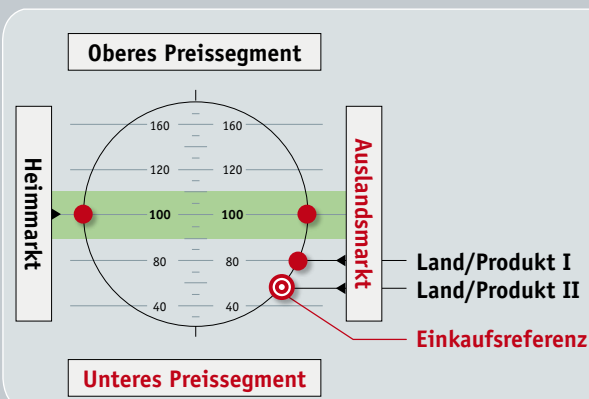 Oberes Preissegment
Heimmarkt
Auslandsmarkt
160 160
120 120
100 100
80 80
40 40
Land/Produkt I
Land/Produkt II
Einkaufsreferenz
Unteres Preissegment